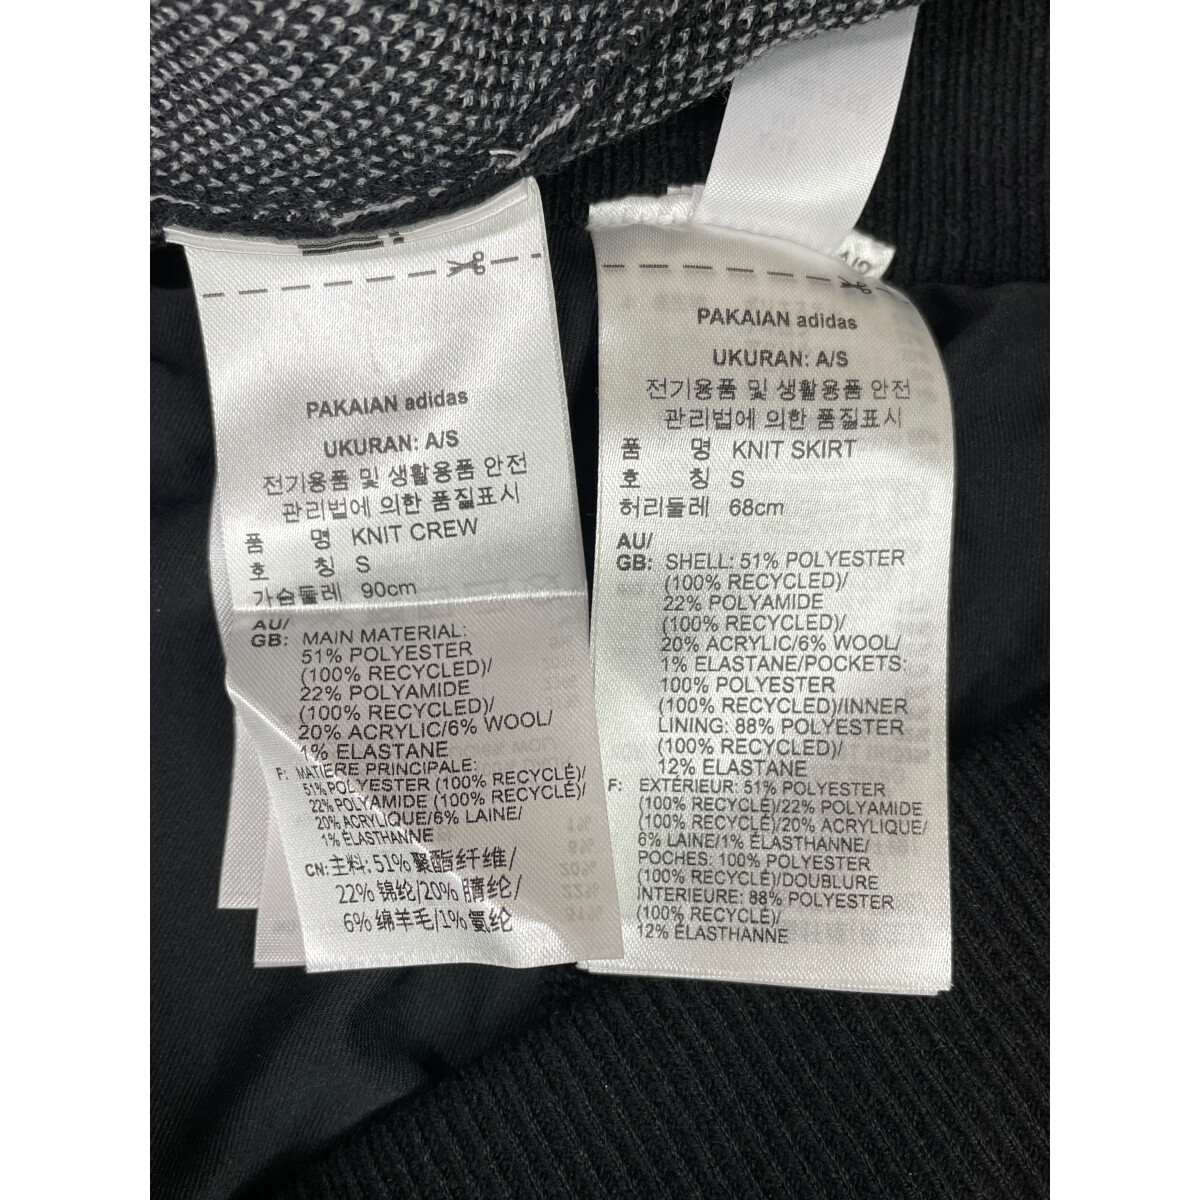 PAKAIAN adidas
UKURAN: A/S
전기용품 및 생활용품 안전
관리법에 의한 품질표시
품 명 KNIT CREW
호 칭 S
가슴둘레 90cm
AU/
GB: MAIN MATERIAL:
51% POLYESTER
(100% RECYCLED)/
22% POLYAMIDE
(100% RECYCLED)/
20% ACRYLIC/6% WOOL/
1% ELASTANE
F: MATIÈRE PRINCIPALE:
51% POLYESTER (100% RECYCLÉ)/
22% POLYAMIDE (100% RECYCLÉ)/
20% ACRYLIQUE/6% LAINE/
1% ÉLASTHANNE
CN: 主料: 51% 聚酯纤维/
22% 锦纶/20% 腈纶/
6% 绵羊毛/1% 氨纶
PAKAIAN adidas
UKURAN: A/S
전기용품 및 생활용품 안전
관리법에 의한 품질표시
품 명 KNIT SKIRT
호 칭 S
허리둘레 68cm
AU/
GB: SHELL: 51% POLYESTER
(100% RECYCLED)/
22% POLYAMIDE
(100% RECYCLED)/
20% ACRYLIC/6% WOOL/
1% ELASTANE/POCKETS:
100% POLYESTER
(100% RECYCLED)/INNER
LINING: 88% POLYESTER
(100% RECYCLED)/
12% ELASTANE
F: EXTÉRIEUR: 51% POLYESTER
(100% RECYCLÉ)/22% POLYAMIDE
(100% RECYCLÉ)/20% ACRYLIQUE/
6% LAINE/1% ÉLASTHANNE/
POCHES: 100% POLYESTER
(100% RECYCLÉ)/DOUBLURE
INTÉRIEURE: 88% POLYESTER
(100% RECYCLÉ)/
12% ÉLASTHANNE